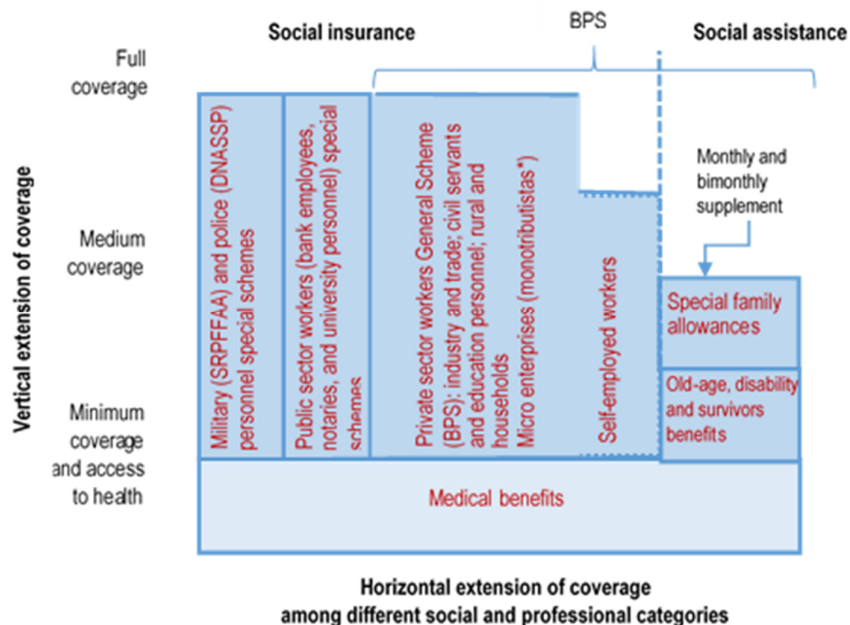 BPS
Social insurance
Social assistance
Full
coverage
Monthly and
bimonthly
supplement
Vertical extension of coverage
Medium
coverage
Minimum
coverage
and access
to health
Military (SRPFFAA) and police (DNASSP)
personnel special schemes
Public sector workers (bank employees,
notaries, and university personnel) special
schemes
Private sector workers General Scheme
(BPS): industry and trade; civil servants
and education personnel; rural and
households
Micro enterprises (monotributistas*)
Self-employed workers
Special family
allowances
Old-age, disability
and survivors
benefits
Medical benefits
Horizontal extension of coverage
among different social and professional categories